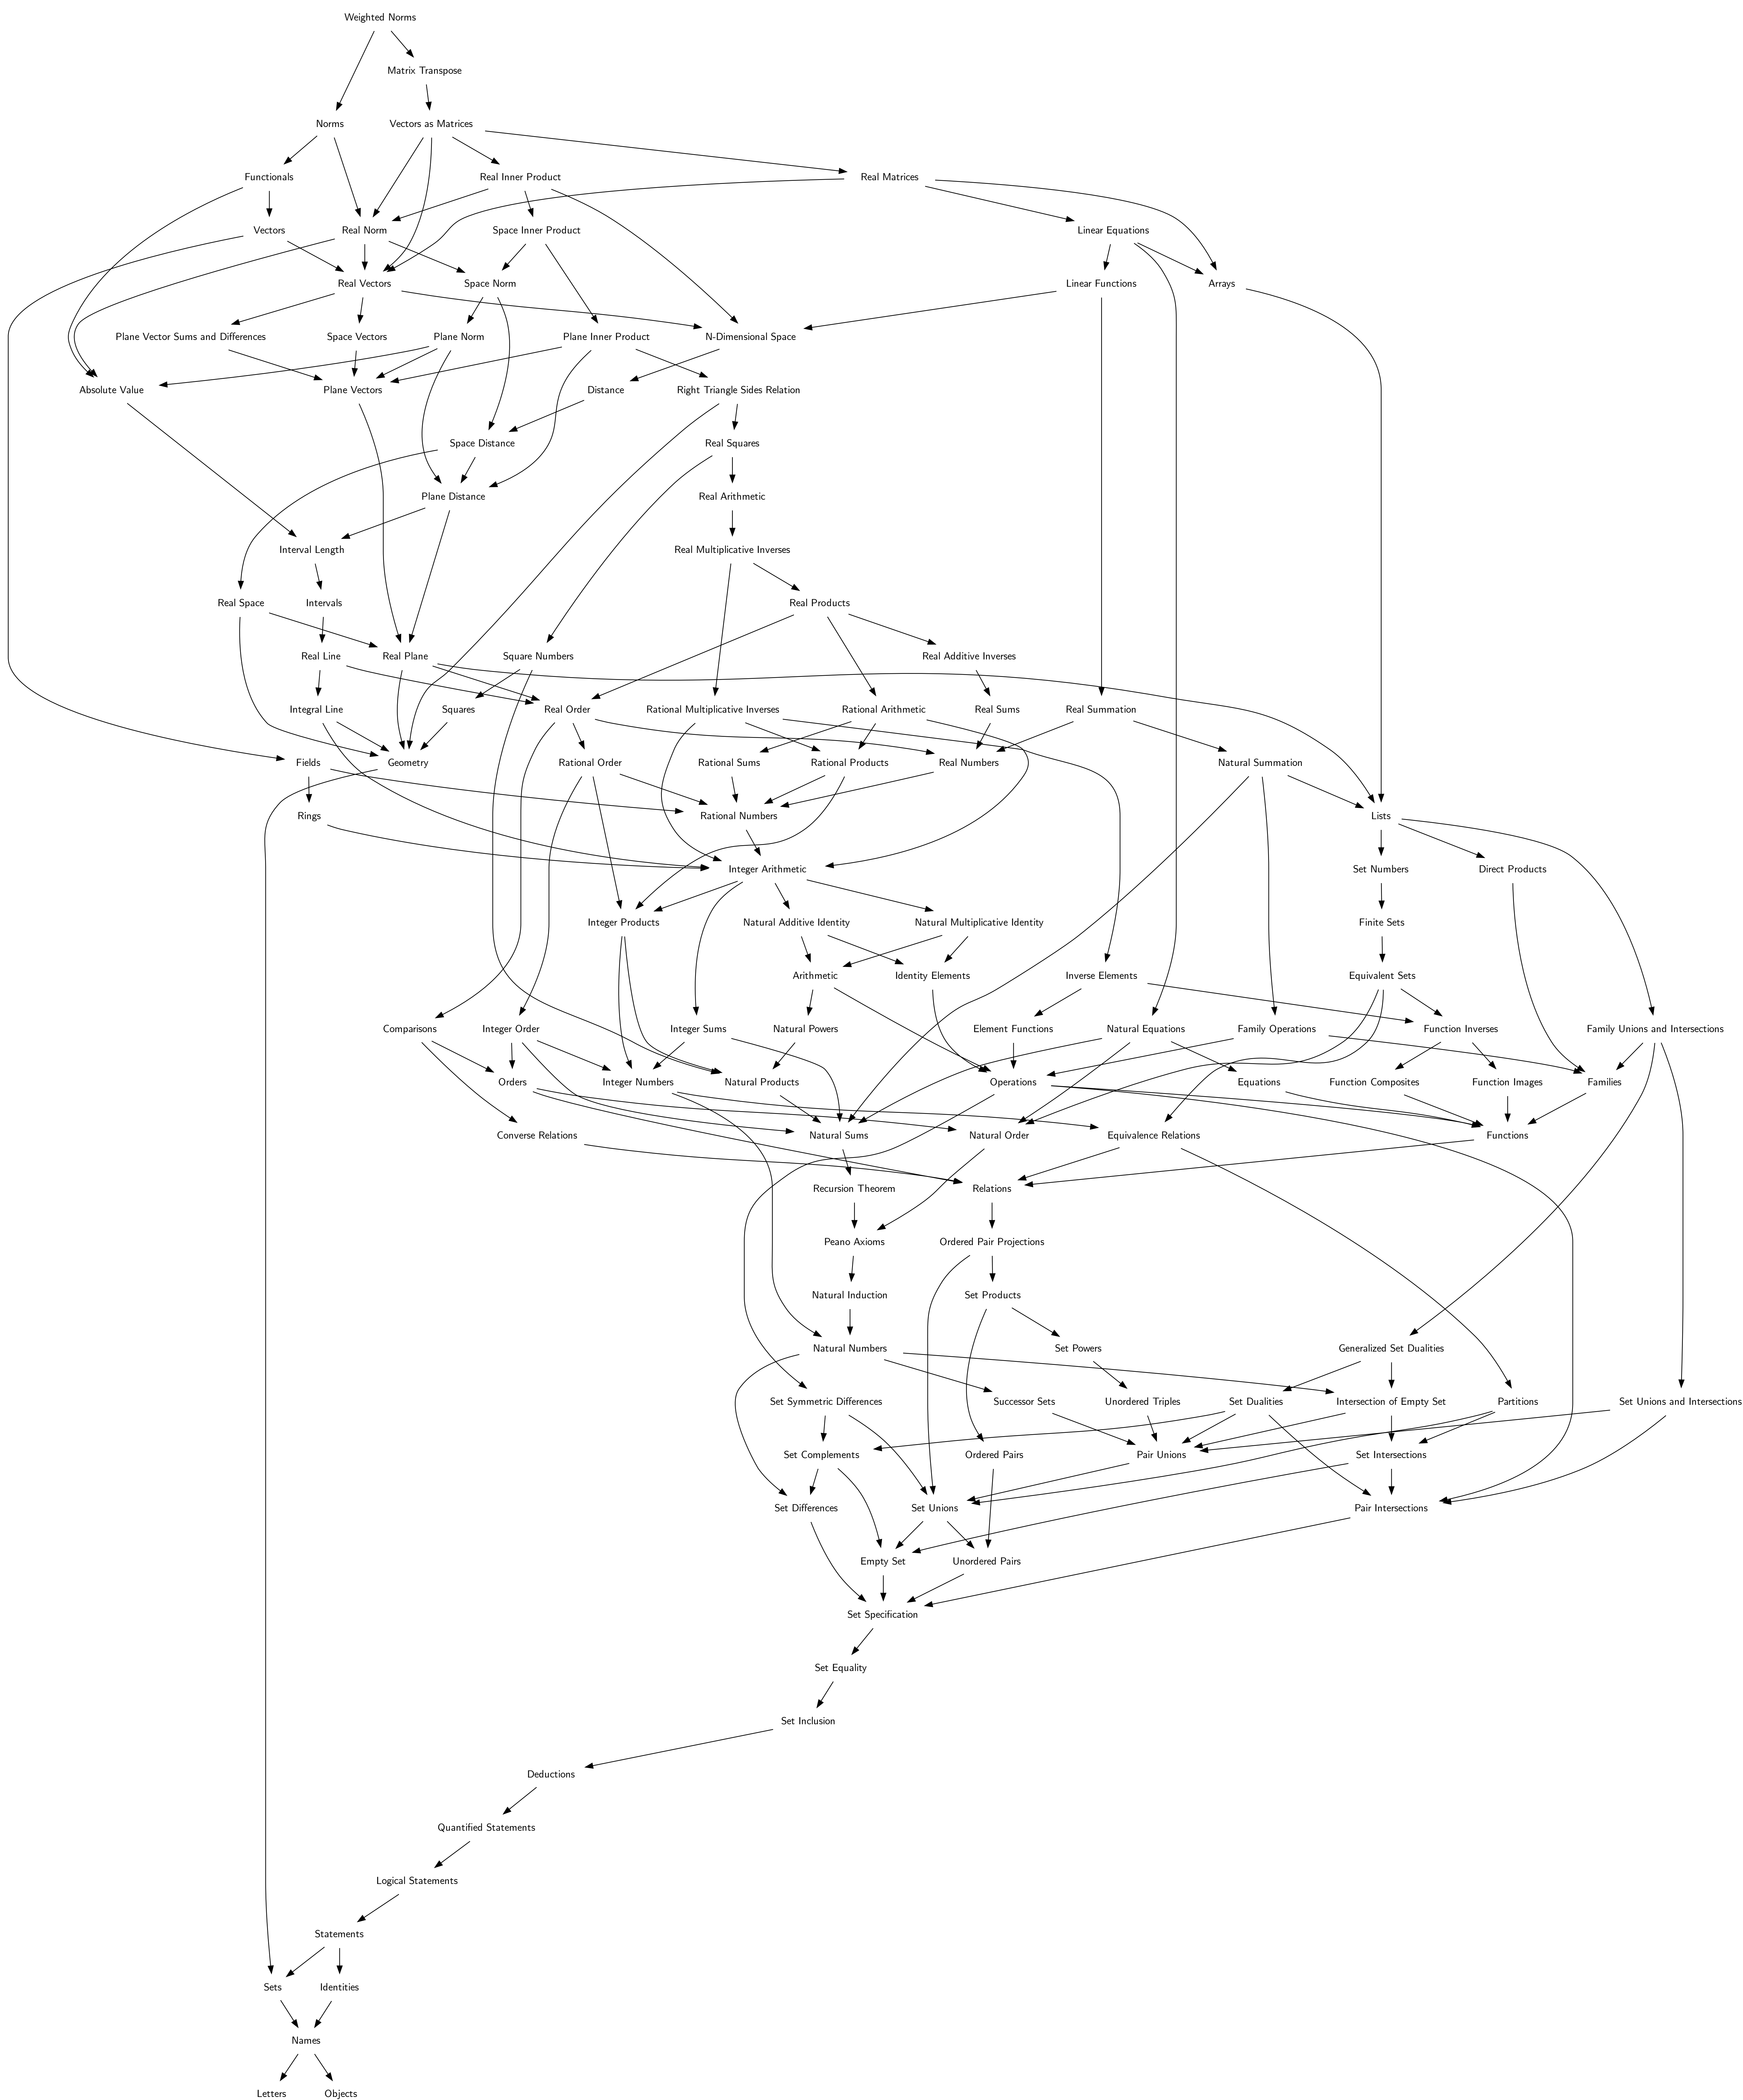 Weighted Norms
Matrix Transpose
Norms
Vectors as Matrices
Functionals
Real Inner Product
Real Matrices
Vectors
Real Norm
Space Inner Product
Linear Equations
Real Vectors
Space Norm
Linear Functions
Arrays
Plane Vector Sums and Differences
Space Vectors
Plane Norm
Plane Inner Product
N-Dimensional Space
Absolute Value
Plane Vectors
Distance
Right Triangle Sides Relation
Space Distance
Real Squares
Plane Distance
Real Arithmetic
Interval Length
Real Multiplicative Inverses
Real Space
Intervals
Real Products
Real Line
Real Plane
Square Numbers
Real Additive Inverses
Integral Line
Squares
Real Order
Rational Multiplicative Inverses
Rational Arithmetic
Real Sums
Real Summation
Fields
Geometry
Rational Order
Rational Sums
Rational Products
Real Numbers
Natural Summation
Rings
Rational Numbers
Lists
Integer Arithmetic
Set Numbers
Direct Products
Integer Products
Natural Additive Identity
Natural Multiplicative Identity
Finite Sets
Arithmetic
Identity Elements
Inverse Elements
Equivalent Sets
Comparisons
Integer Order
Integer Sums
Natural Powers
Element Functions
Natural Equations
Family Operations
Function Inverses
Family Unions and Intersections
Orders
Integer Numbers
Natural Products
Operations
Equations
Function Composites
Function Images
Families
Converse Relations
Natural Sums
Natural Order
Equivalence Relations
Functions
Recursion Theorem
Relations
Peano Axioms
Ordered Pair Projections
Natural Induction
Set Products
Natural Numbers
Set Powers
Generalized Set Dualities
Set Symmetric Differences
Successor Sets
Unordered Triples
Set Dualities
Intersection of Empty Set
Partitions
Set Unions and Intersections
Set Complements
Ordered Pairs
Pair Unions
Set Intersections
Set Differences
Set Unions
Pair Intersections
Empty Set
Unordered Pairs
Set Specification
Set Equality
Set Inclusion
Deductions
Quantified Statements
Logical Statements
Statements
Sets
Identities
Names
Letters
Objects